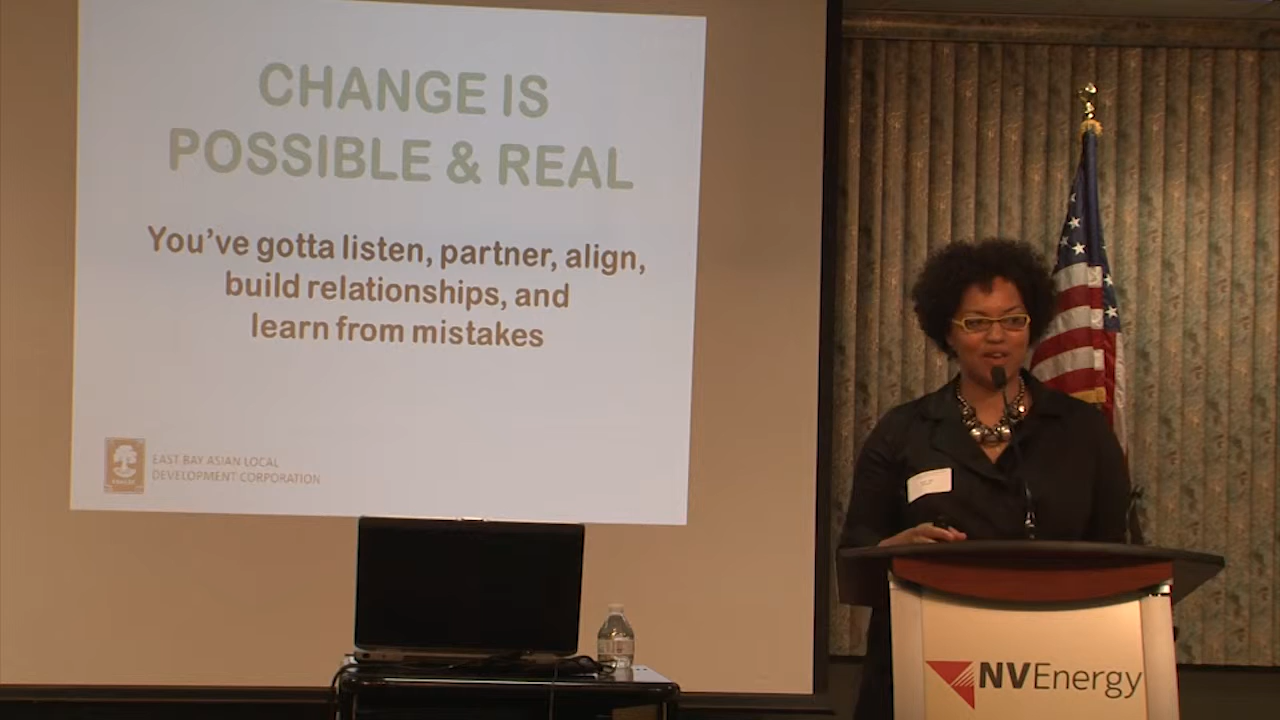 CHANGE IS
POSSIBLE & REAL
You've gotta listen, partner, align,
build relationships, and
learn from mistakes
EAST BAY ASIAN LOCAL
DEVELOPMENT CORPORATION
NVEnergy